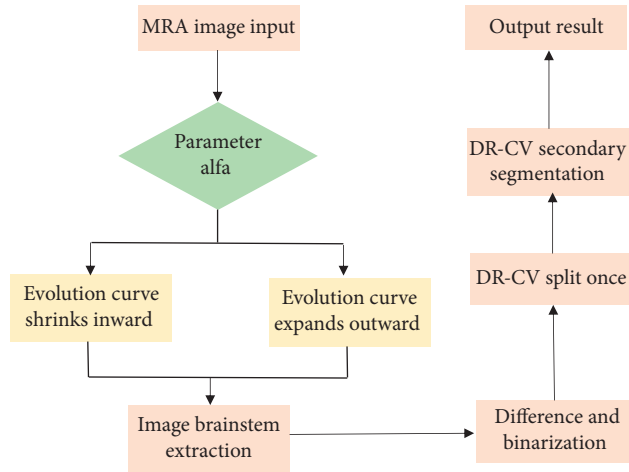 MRA image input
Parameter
alfa
Evolution curve
shrinks inward
Evolution curve
expands outward
Image brainstem
extraction
Difference and
binarization
DR-CV split once
DR-CV secondary
segmentation
Output result